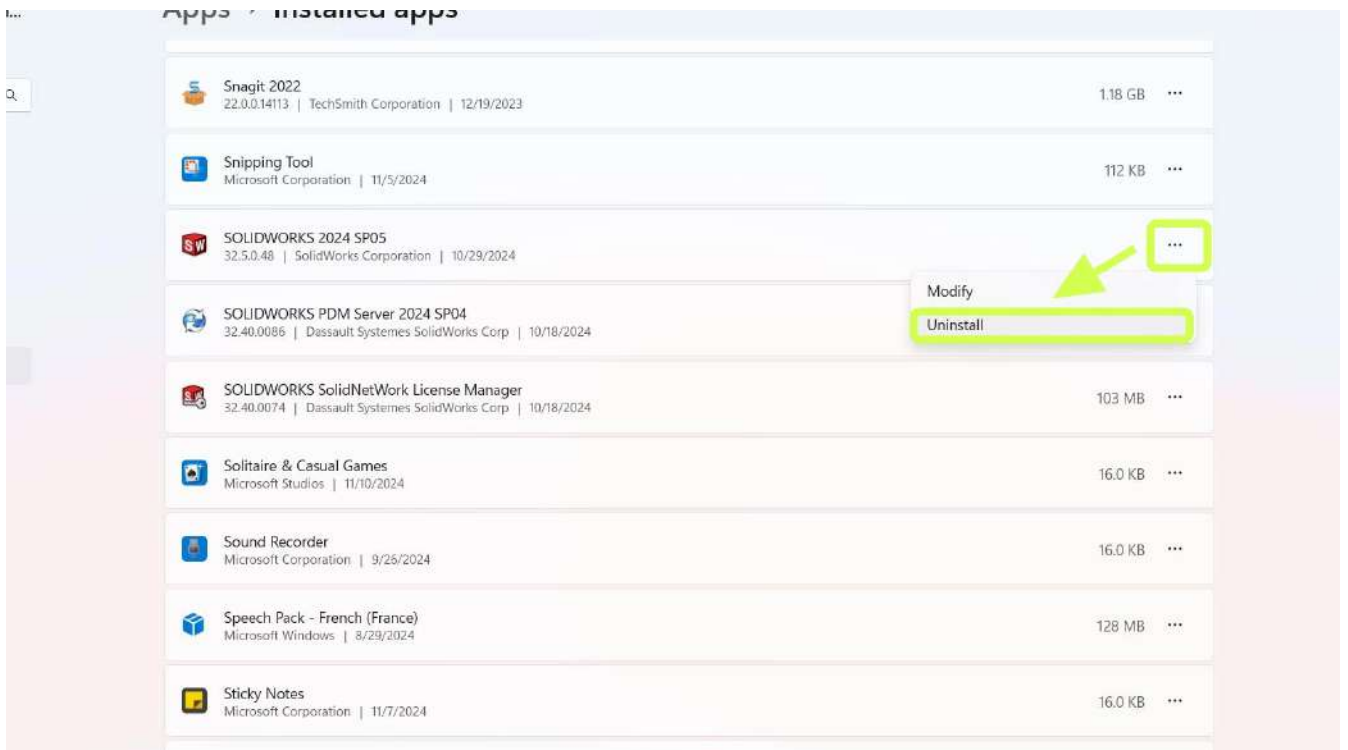 Apps › Installed apps
Snagit 2022
22.0.0.14113 | TechSmith Corporation | 12/19/2023
1.18 GB
Snipping Tool
Microsoft Corporation | 11/5/2024
112 KB
SOLIDWORKS 2024 SP05
32.5.0.48 | SolidWorks Corporation | 10/29/2024
Modify
Uninstall
SOLIDWORKS PDM Server 2024 SP04
32.40.0086 | Dassault Systemes SolidWorks Corp | 10/18/2024
SOLIDWORKS SolidNetWork License Manager
32.40.0074 | Dassault Systemes SolidWorks Corp | 10/18/2024
103 MB
Solitaire & Casual Games
Microsoft Studios | 11/10/2024
16.0 KB
Sound Recorder
Microsoft Corporation | 9/26/2024
16.0 KB
Speech Pack - French (France)
Microsoft Windows | 8/29/2024
128 MB
Sticky Notes
Microsoft Corporation | 11/7/2024
16.0 KB